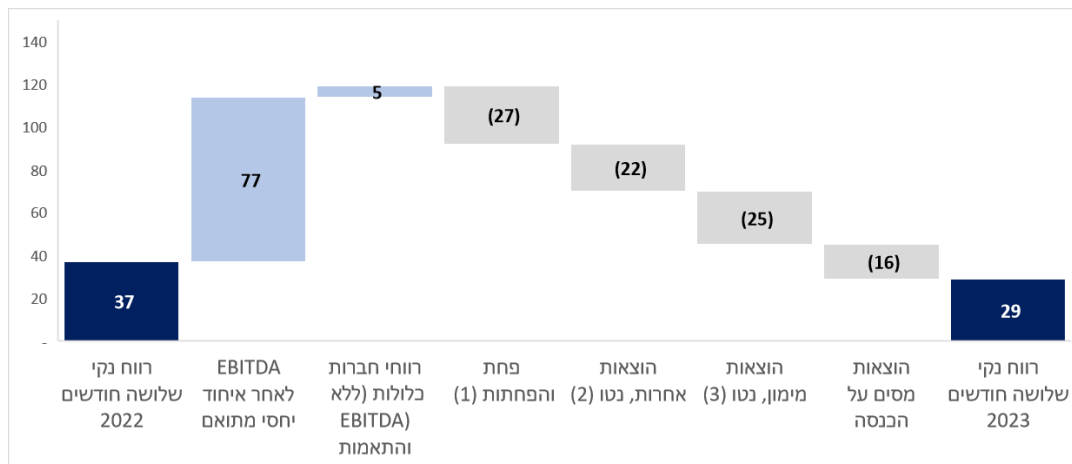 140
120
100
80
60
40
20
-
37
77
5
(27)
(22)
(25)
(16)
29
רווח נקי
שלושה חודשים
2022
EBITDA
לאחר איחוד
יחסי מתואם
רווחי חברות
כלולות (ללא
EBITDA)
והתאמות
פחת
והפחתות (1)
הוצאות
אחרות, נטו (2)
הוצאות
מימון, נטו (3)
הוצאות
מסים על
הכנסה
רווח נקי
שלושה חודשים
2023